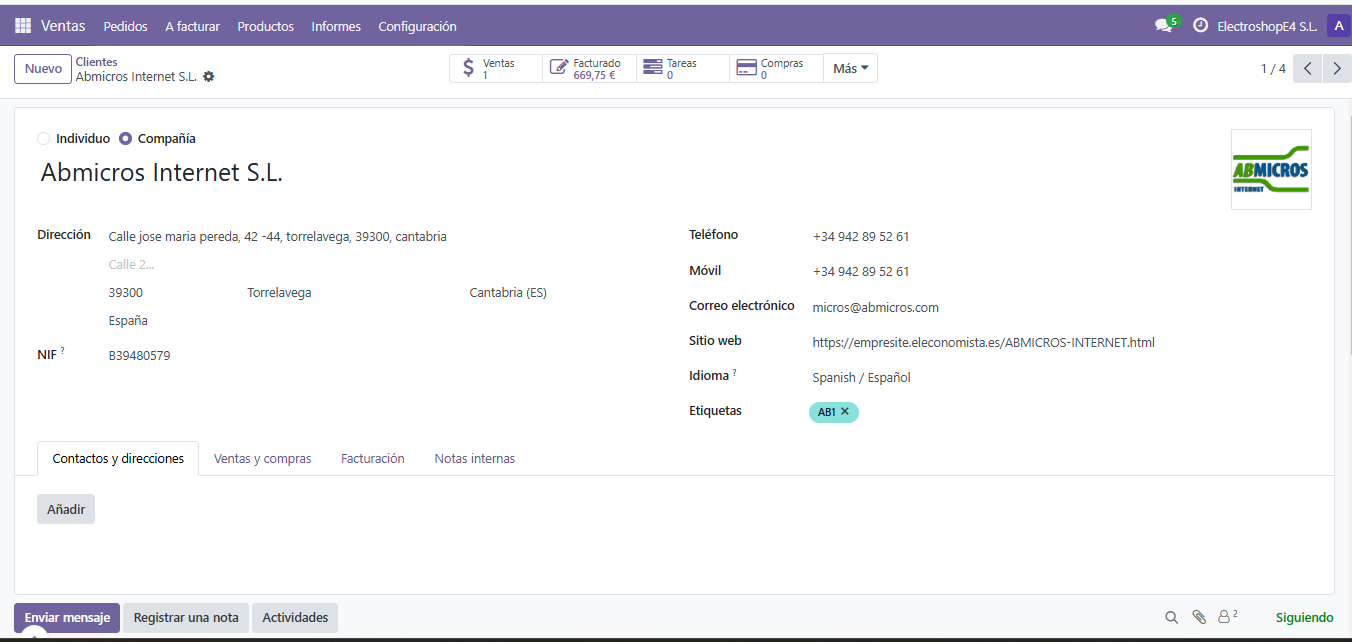 Ventas Pedidos A facturar Productos Informes Configuración 5 ElectroshopE4 S.L. A
Nuevo
Clientes
Abmicros Internet S.L.
Ventas
1
Facturado
669,75 €
Tareas
0
Compras
0
Más
1 / 4
Individuo Compañía
Abmicros Internet S.L.
ABMICROS
INTERNET
Dirección
Calle jose maria pereda, 42 -44, torrelavega, 39300, cantabria
Calle 2...
39300 Torrelavega Cantabria (ES)
España
NIF ? B39480579
Teléfono +34 942 89 52 61
Móvil +34 942 89 52 61
Correo electrónico micros@abmicros.com
Sitio web https://empresite.eleconomista.es/ABMICROS-INTERNET.html
Idioma ? Spanish / Español
Etiquetas AB1 ✕
Contactos y direcciones Ventas y compras Facturación Notas internas
Añadir
Enviar mensaje Registrar una nota Actividades 2 Siguiendo